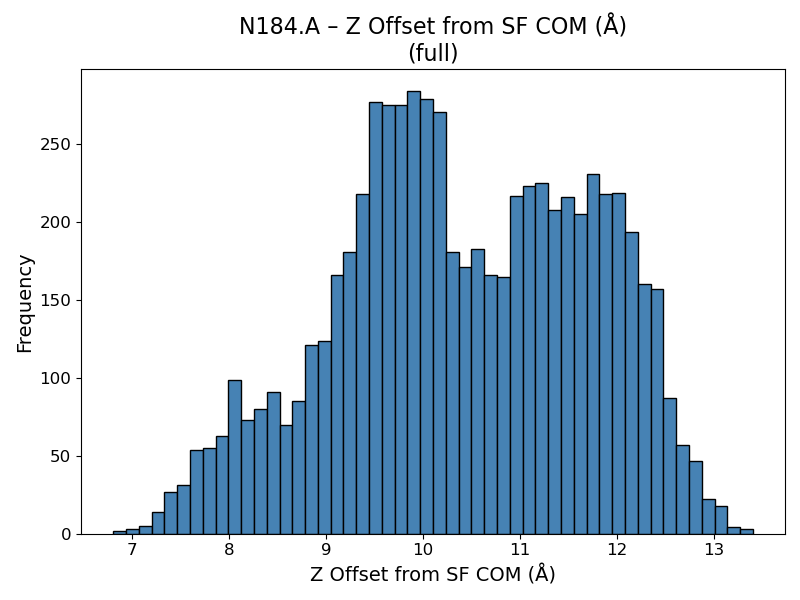 N184.A – Z Offset from SF COM (Å)
(full)
250
200
150
100
50
0
Frequency
7 8 9 10 11 12 13
Z Offset from SF COM (Å)